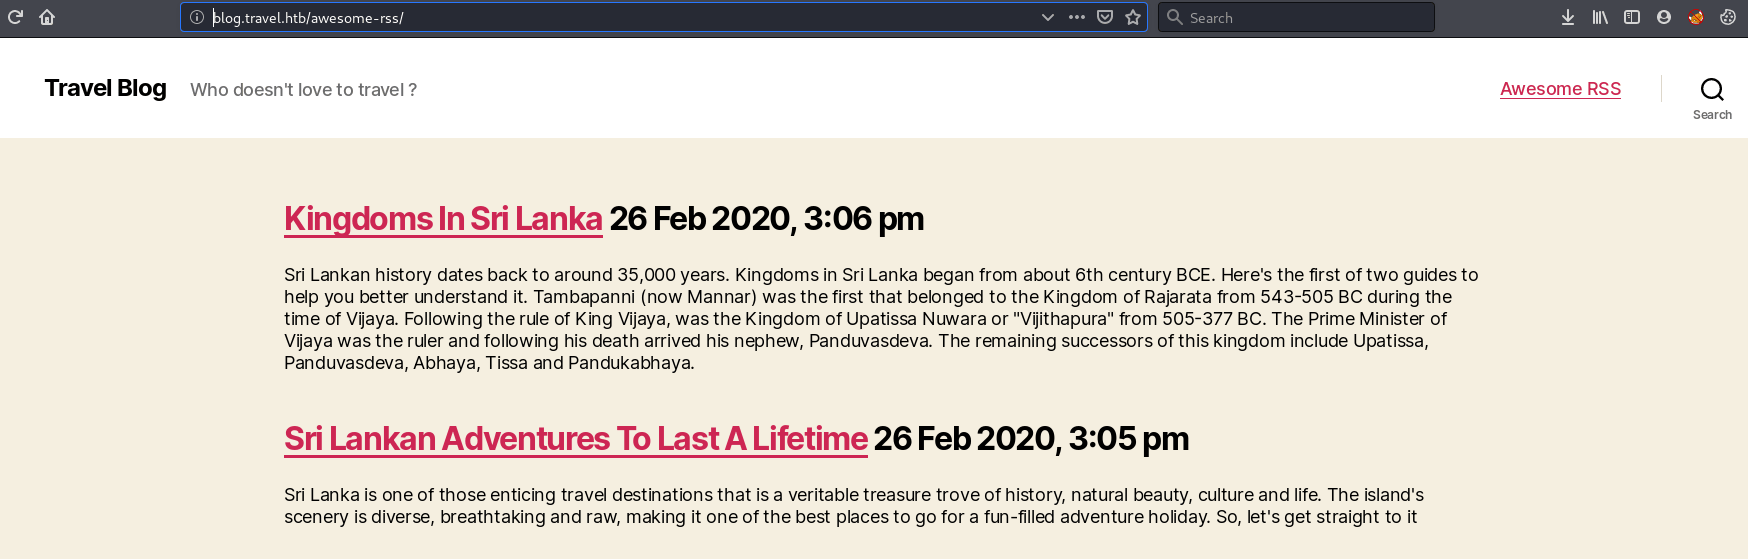 blog.travel.htb/awesome-rss/
Search
Travel Blog
Who doesn't love to travel ?
Awesome RSS
Search
Kingdoms In Sri Lanka 26 Feb 2020, 3:06 pm
Sri Lankan history dates back to around 35,000 years. Kingdoms in Sri Lanka began from about 6th century BCE. Here's the first of two guides to
help you better understand it. Tambapanni (now Mannar) was the first that belonged to the Kingdom of Rajarata from 543-505 BC during the
time of Vijaya. Following the rule of King Vijaya, was the Kingdom of Upatissa Nuwara or "Vijithapura" from 505-377 BC. The Prime Minister of
Vijaya was the ruler and following his death arrived his nephew, Panduvasdeva. The remaining successors of this kingdom include Upatissa,
Panduvasdeva, Abhaya, Tissa and Pandukabhaya.
Sri Lankan Adventures To Last A Lifetime 26 Feb 2020, 3:05 pm
Sri Lanka is one of those enticing travel destinations that is a veritable treasure trove of history, natural beauty, culture and life. The island's
scenery is diverse, breathtaking and raw, making it one of the best places to go for a fun-filled adventure holiday. So, let's get straight to it